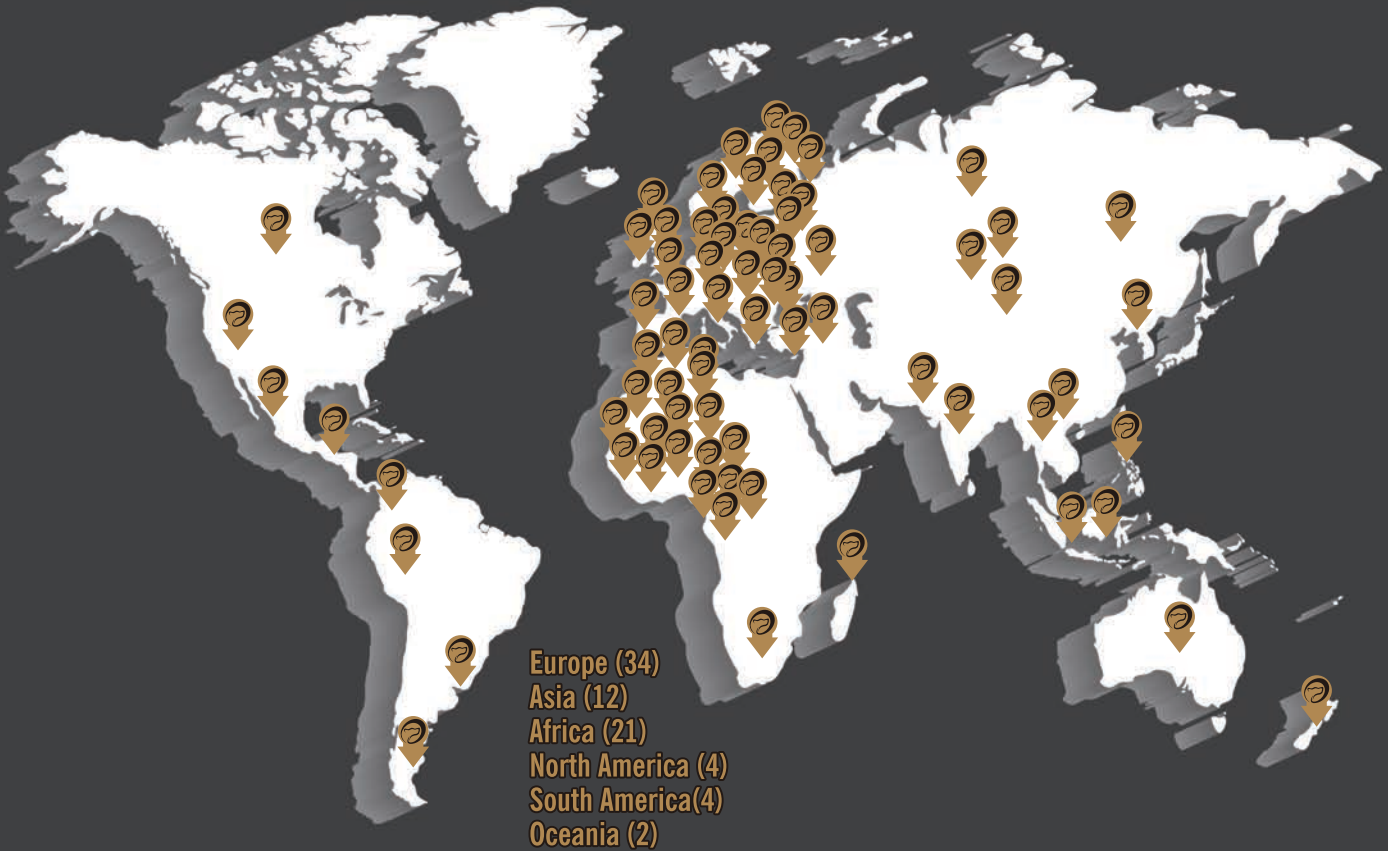 Europe (34)
Asia (12)
Africa (21)
North America (4)
South America(4)
Oceania (2)